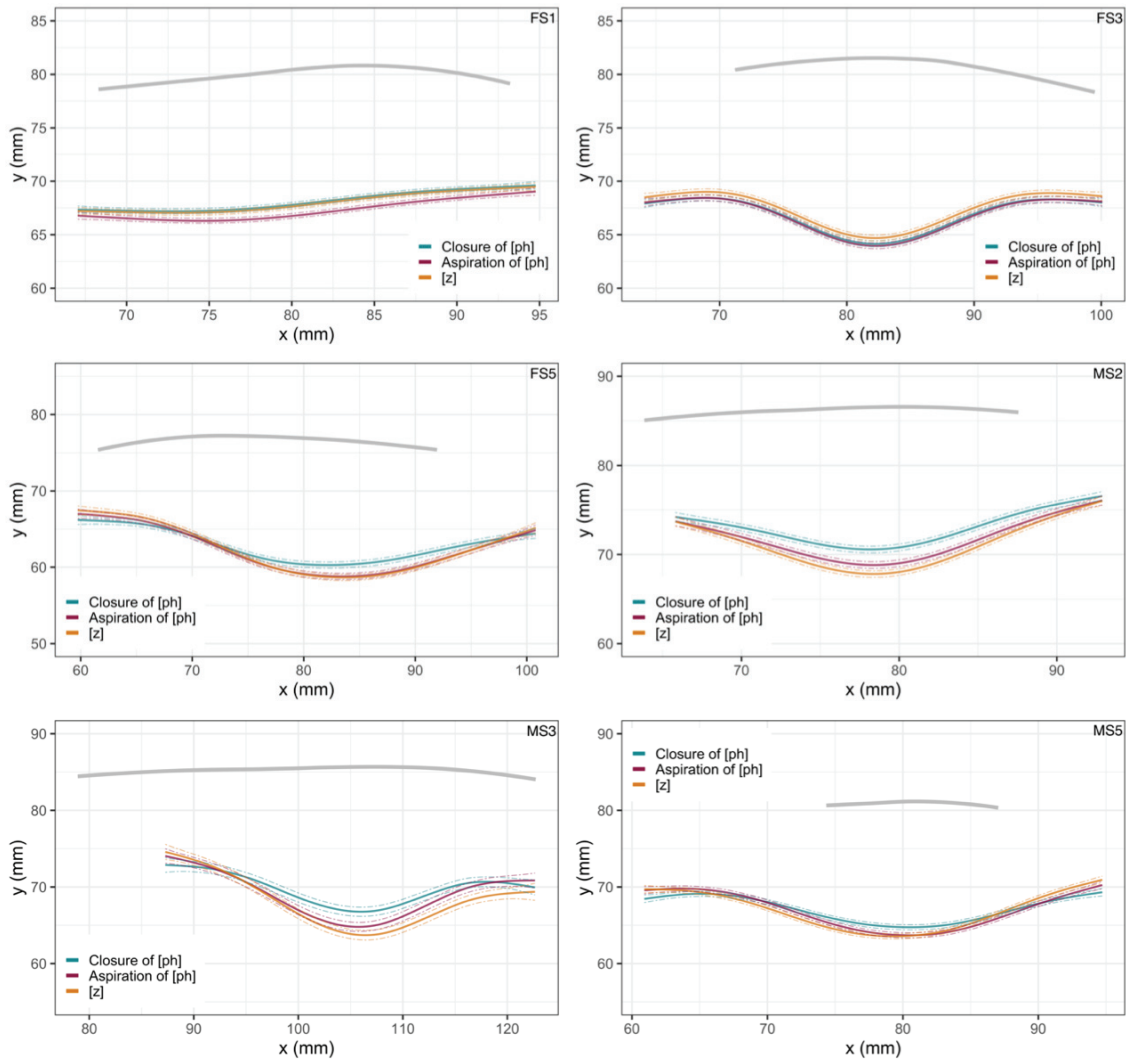 FS1
85
80
75
70
65
60
y (mm)
70 75 80 85 90 95
x (mm)
Closure of [ph]
Aspiration of [ph]
[z]
FS3
85
80
75
70
65
60
y (mm)
70 80 90 100
x (mm)
Closure of [ph]
Aspiration of [ph]
[z]
FS5
80
70
60
50
y (mm)
60 70 80 90 100
x (mm)
Closure of [ph]
Aspiration of [ph]
[z]
MS2
90
80
70
60
y (mm)
70 80 90
x (mm)
Closure of [ph]
Aspiration of [ph]
[z]
MS3
90
80
70
60
y (mm)
80 90 100 110 120
x (mm)
Closure of [ph]
Aspiration of [ph]
[z]
MS5
90
80
70
60
y (mm)
60 70 80 90
x (mm)
Closure of [ph]
Aspiration of [ph]
[z]